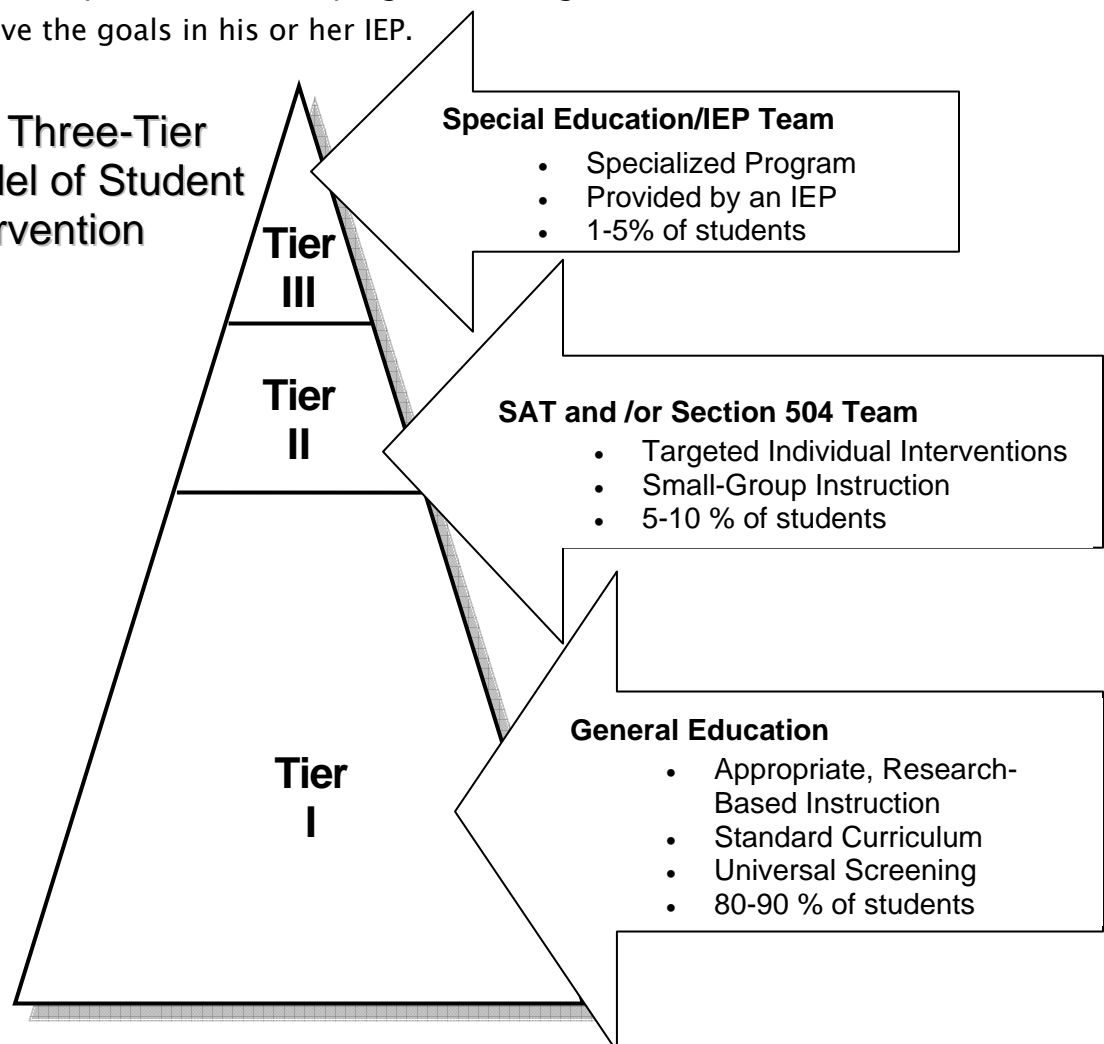 ve the goals in his or her IEP.
Three-Tier
del of Student
rvention
Special Education/IEP Team
• Specialized Program
• Provided by an IEP
• 1-5% of students
Tier
III
SAT and /or Section 504 Team
• Targeted Individual Interventions
• Small-Group Instruction
• 5-10 % of students
Tier
II
General Education
• Appropriate, Research-
Based Instruction
• Standard Curriculum
• Universal Screening
• 80-90 % of students
Tier
I